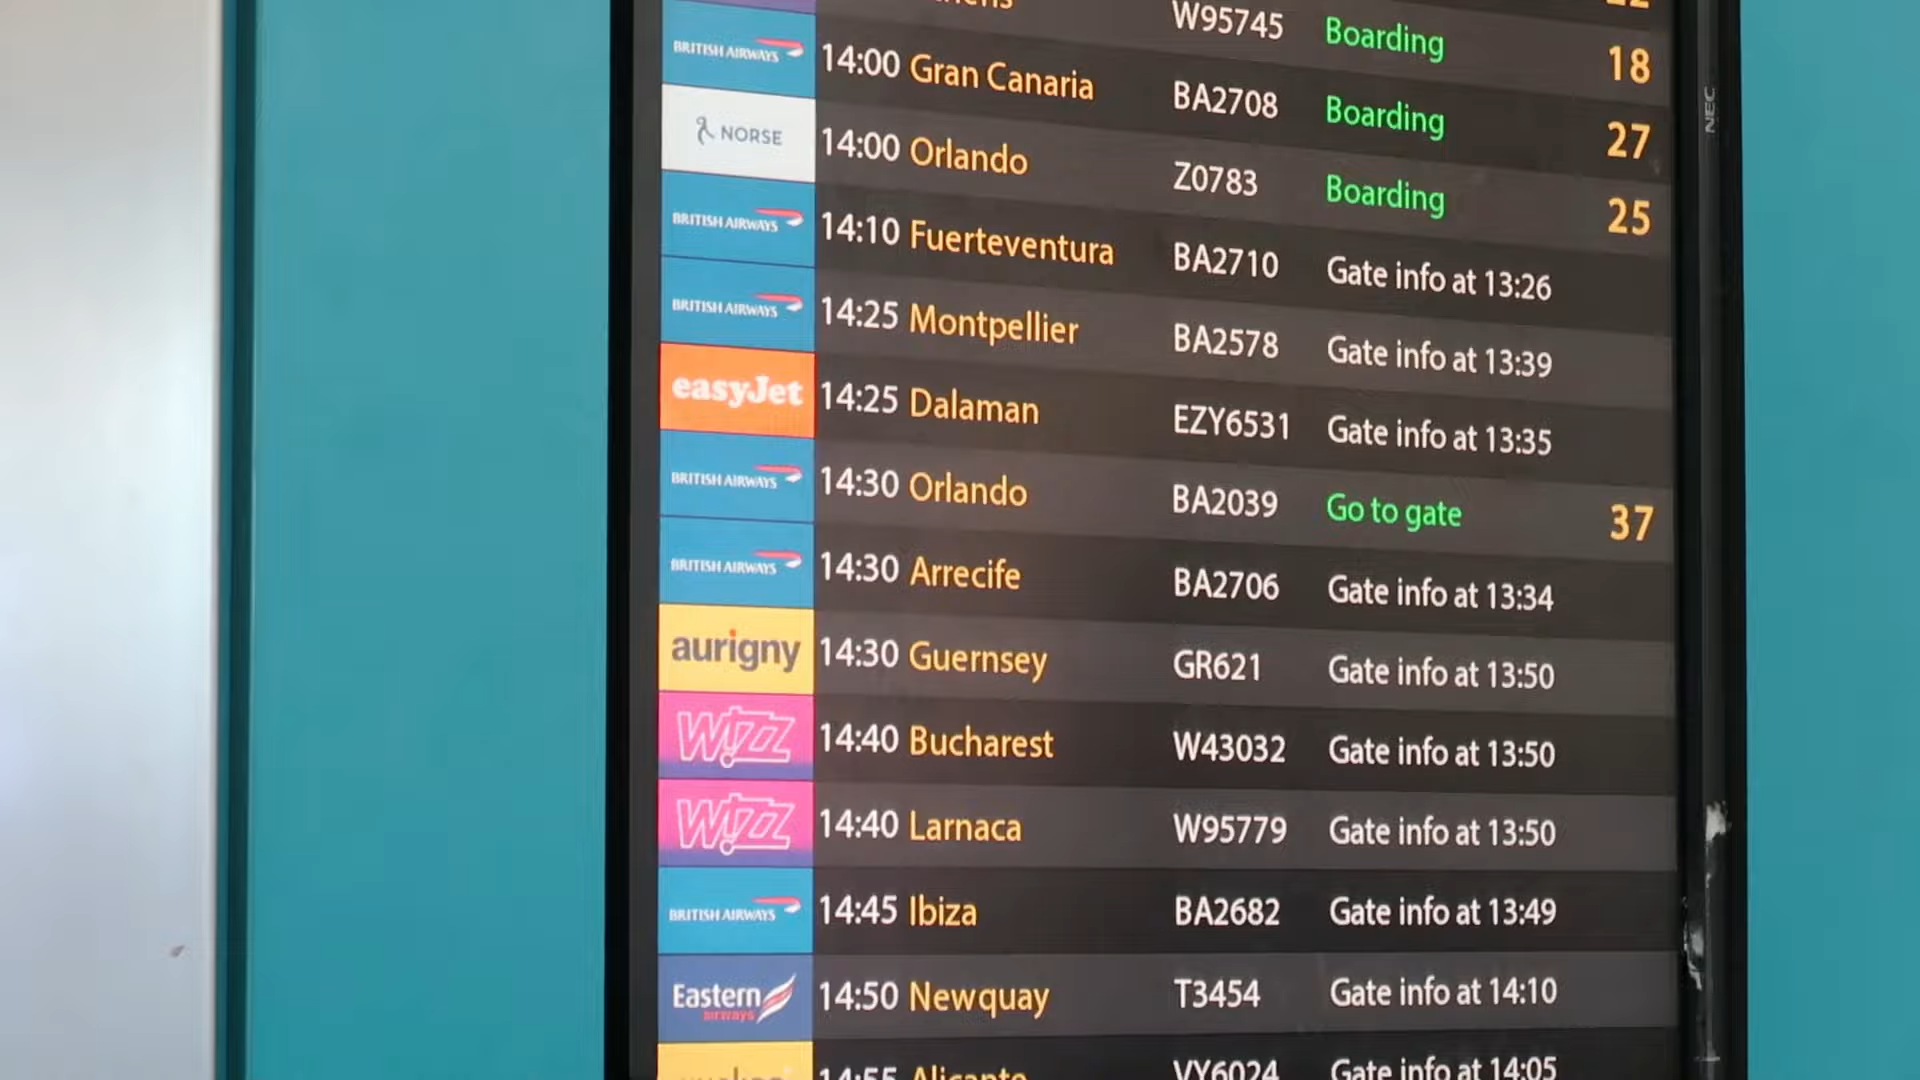 W95745 Boarding 18
BRITISH AIRWAYS 14:00 Gran Canaria BA2708 Boarding 27
NORSE 14:00 Orlando Z0783 Boarding 25
BRITISH AIRWAYS 14:10 Fuerteventura BA2710 Gate info at 13:26
BRITISH AIRWAYS 14:25 Montpellier BA2578 Gate info at 13:39
easyJet 14:25 Dalaman EZY6531 Gate info at 13:35
BRITISH AIRWAYS 14:30 Orlando BA2039 Go to gate 37
BRITISH AIRWAYS 14:30 Arrecife BA2706 Gate info at 13:34
aurigny 14:30 Guernsey GR621 Gate info at 13:50
WIZZ 14:40 Bucharest W43032 Gate info at 13:50
WIZZ 14:40 Larnaca W95779 Gate info at 13:50
BRITISH AIRWAYS 14:45 Ibiza BA2682 Gate info at 13:49
Eastern airways 14:50 Newquay T3454 Gate info at 14:10
14:55 Alicante VY6024 Gate info at 14:05
NEC